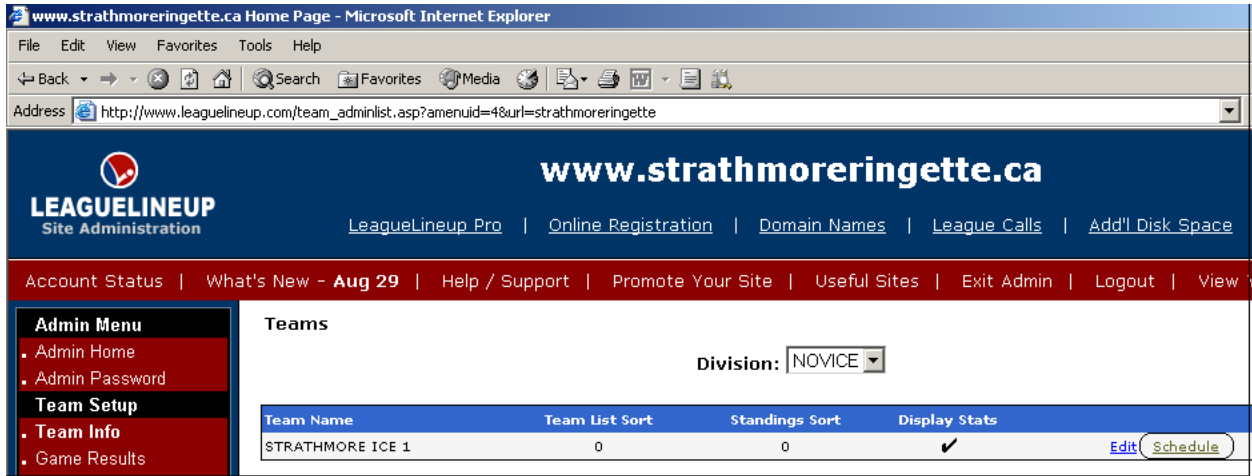 www.strathmoreringette.ca Home Page - Microsoft Internet Explorer
File Edit View Favorites Tools Help
Back Search Favorites Media
Address http://www.leaguelineup.com/team_adminlist.asp?amenuid=4&url=strathmoreringette
LEAGUELINEUP
Site Administration
www.strathmoreringette.ca
LeagueLineup Pro | Online Registration | Domain Names | League Calls | Add'l Disk Space
Account Status | What's New - Aug 29 | Help / Support | Promote Your Site | Useful Sites | Exit Admin | Logout | View
Admin Menu
Admin Home
Admin Password
Team Setup
Team Info
Game Results
Teams
Division: NOVICE
Team Name Team List Sort Standings Sort Display Stats
STRATHMORE ICE 1 0 0 ✔ Edit Schedule